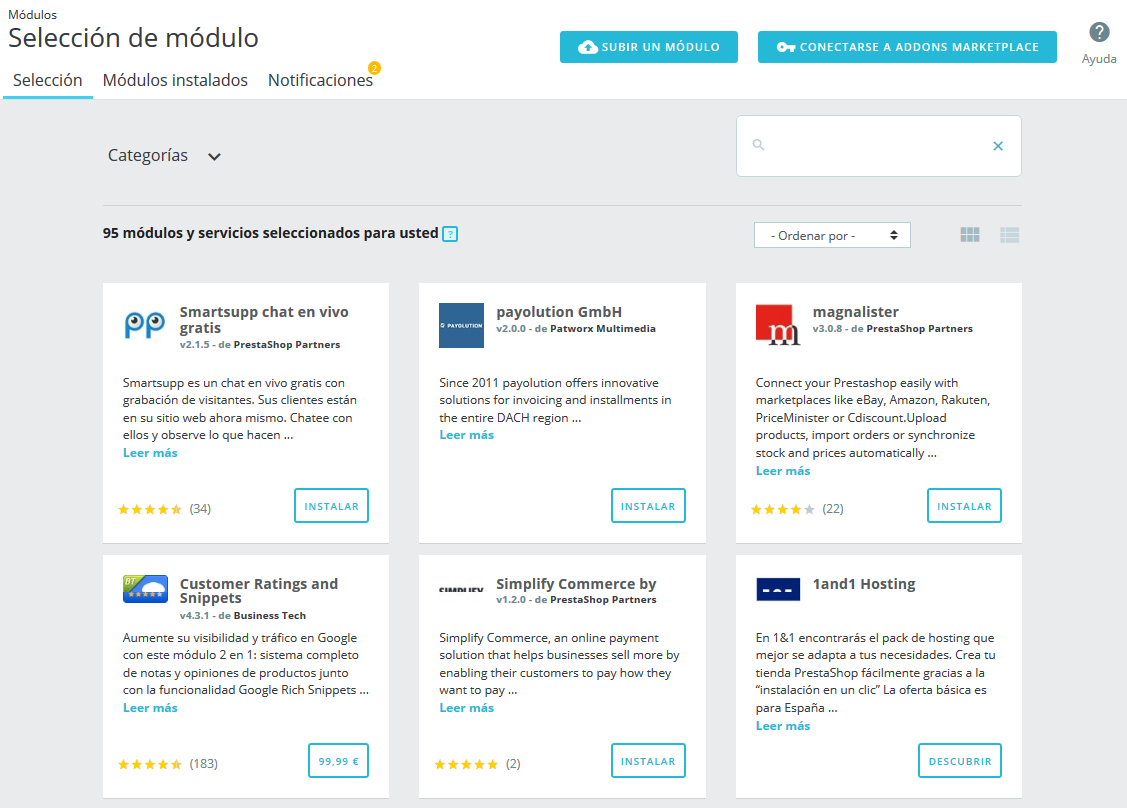 Módulos
Selección de módulo
SUBIR UN MÓDULO
CONECTARSE A ADDONS MARKETPLACE
?
Ayuda
Selección
Módulos instalados
Notificaciones
2
Categorías
95 módulos y servicios seleccionados para usted ?
- Ordenar por -
Smartsupp chat en vivo
gratis
v2.1.5 - de PrestaShop Partners
Smartsupp es un chat en vivo gratis con
grabación de visitantes. Sus clientes están
en su sitio web ahora mismo. Chatee con
ellos y observe lo que hacen ...
Leer más
(34)
INSTALAR
PAYOLUTION
payolution GmbH
v2.0.0 - de Patworx Multimedia
Since 2011 payolution offers innovative
solutions for invoicing and installments in
the entire DACH region ...
Leer más
INSTALAR
m
magnalister
v3.0.8 - de PrestaShop Partners
Connect your Prestashop easily with
marketplaces like eBay, Amazon, Rakuten,
PriceMinister or Cdiscount.Upload
products, import orders or synchronize
stock and prices automatically ...
Leer más
(22)
INSTALAR
BT
Customer Ratings and
Snippets
v4.3.1 - de Business Tech
Aumente su visibilidad y tráfico en Google
con este módulo 2 en 1: sistema completo
de notas y opiniones de productos junto
con la funcionalidad Google Rich Snippets ...
Leer más
(183)
99,99 €
SIMPLIFY
Simplify Commerce by
v1.2.0 - de PrestaShop Partners
Simplify Commerce, an online payment
solution that helps businesses sell more by
enabling their customers to pay how they
want to pay ...
Leer más
(2)
INSTALAR
1and1 Hosting
En 1&1 encontrarás el pack de hosting que
mejor se adapta a tus necesidades. Crea tu
tienda PrestaShop fácilmente gracias a la
“instalación en un clic” La oferta básica es
para España ...
Leer más
DESCUBRIR